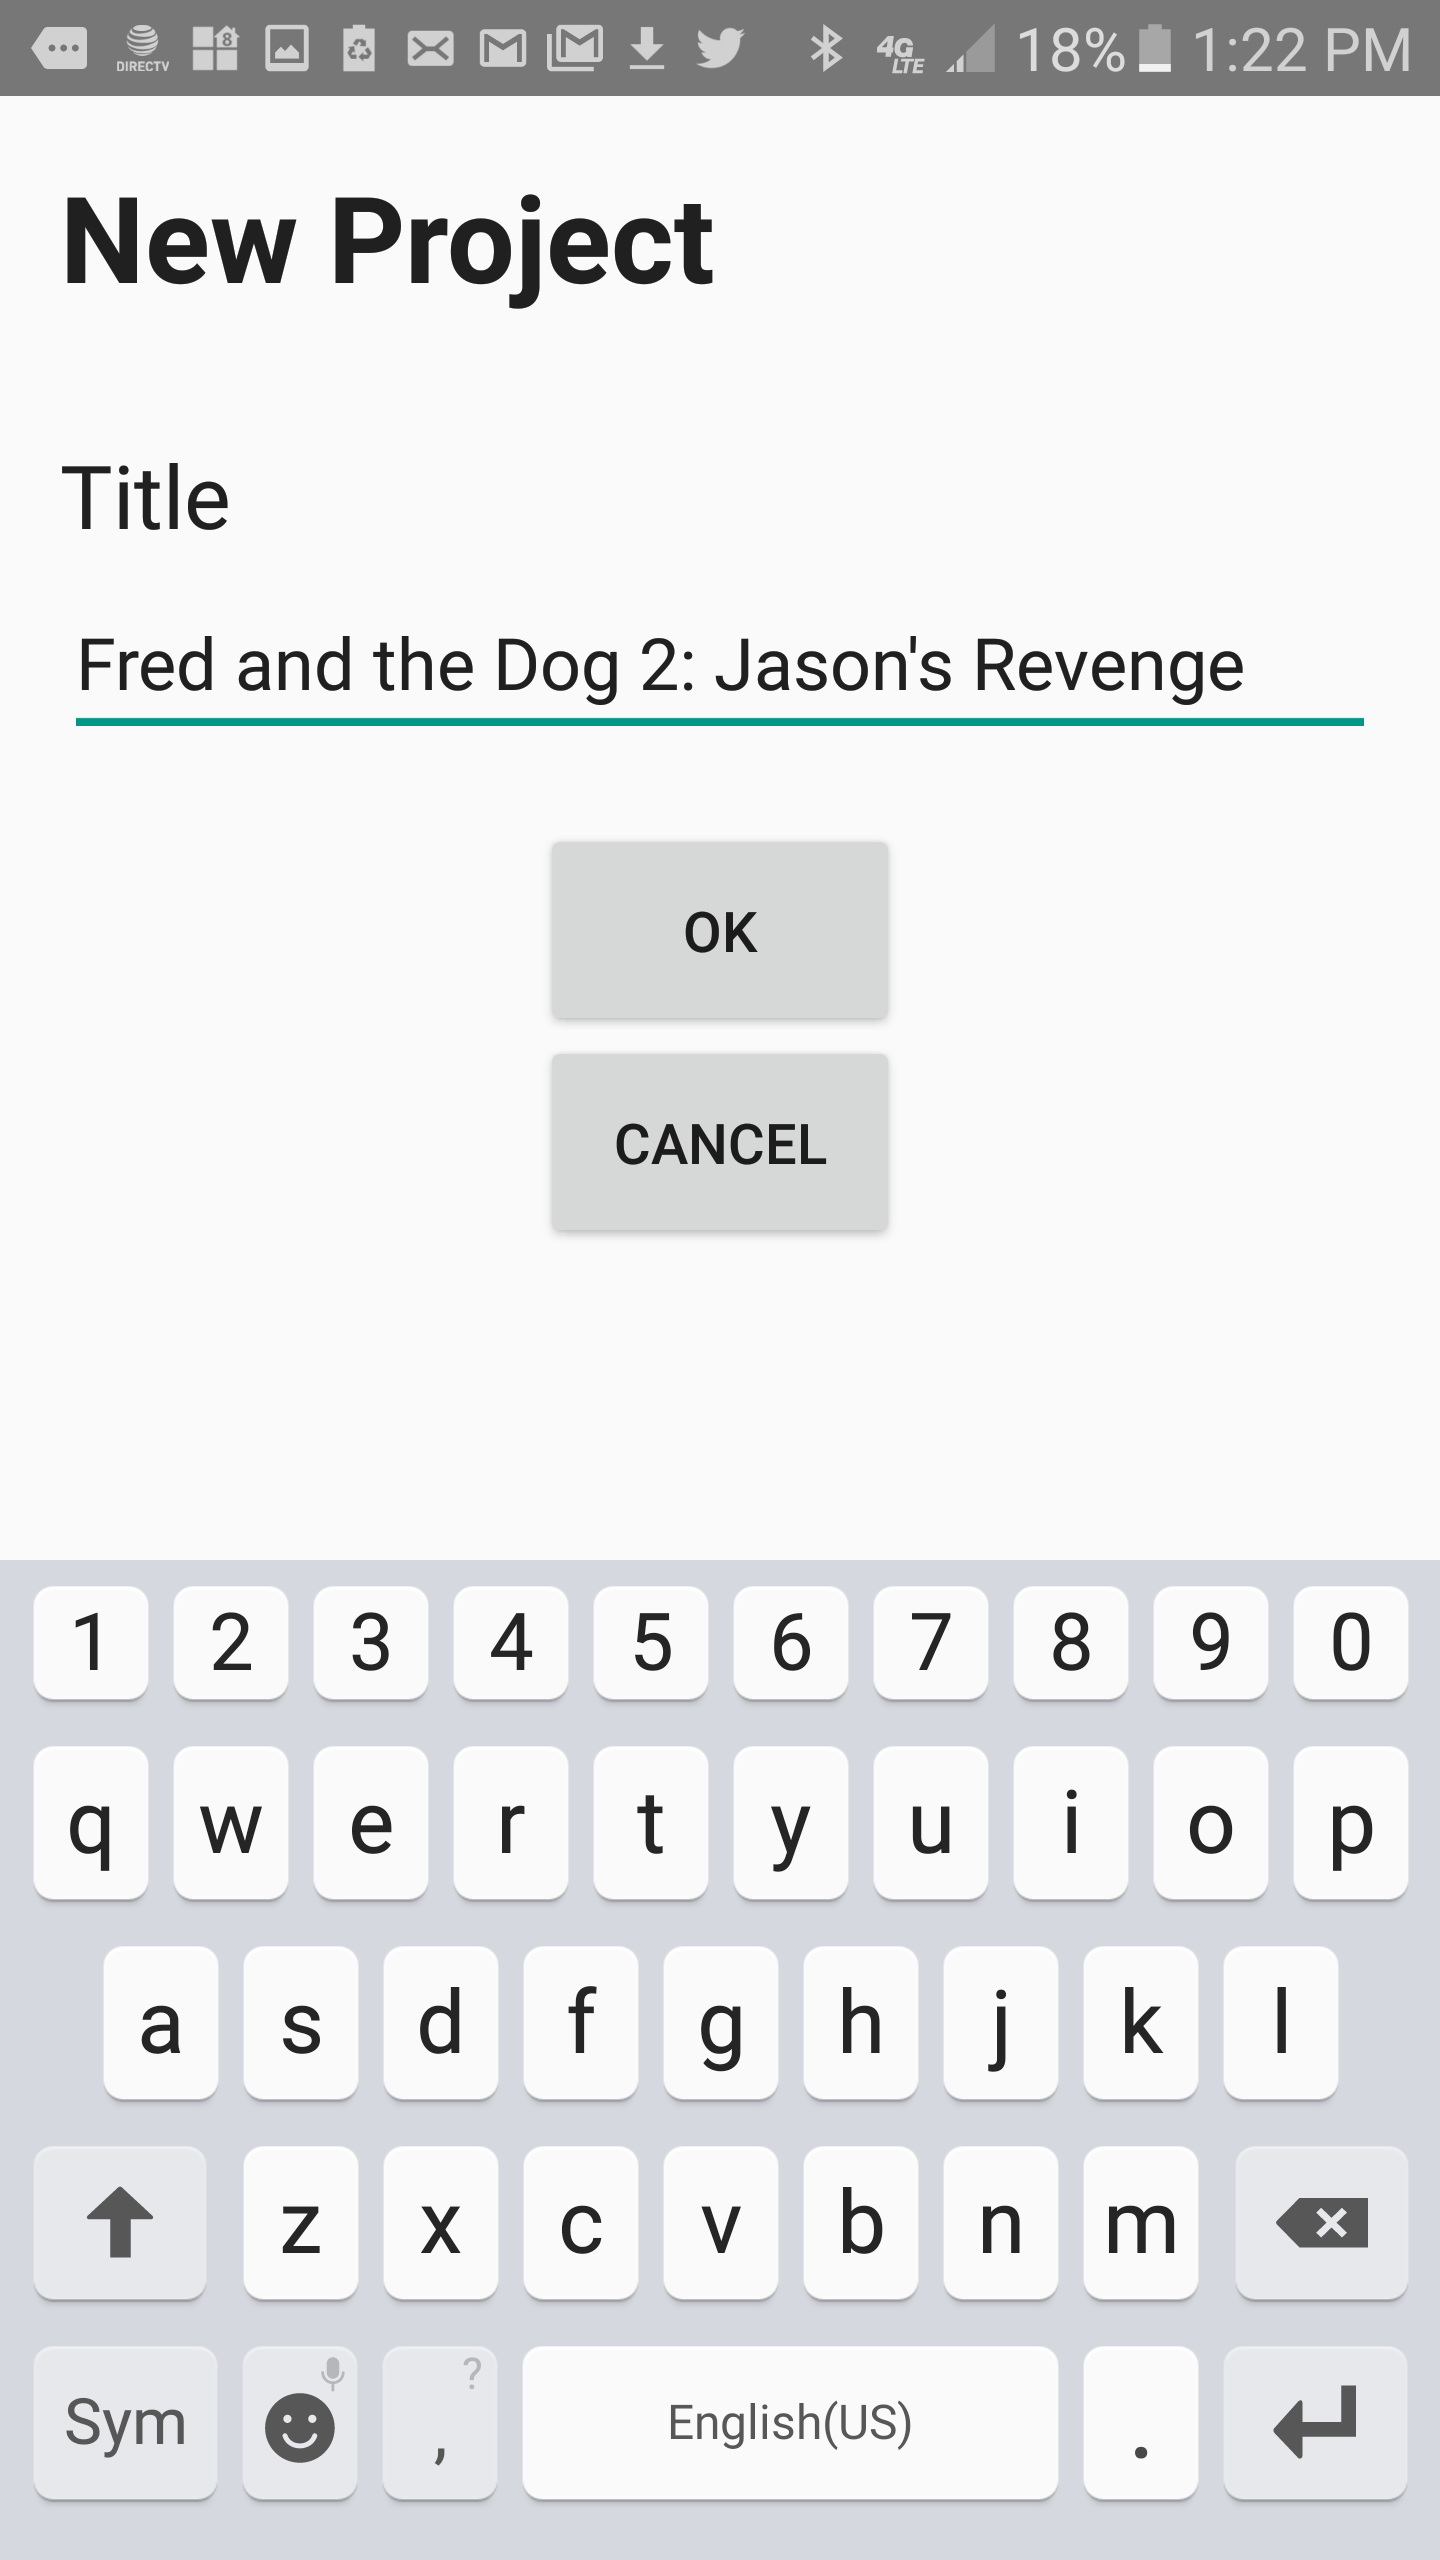 DIRECTV 8 4G LTE 18% 1:22 PM
New Project
Title
Fred and the Dog 2: Jason's Revenge
OK
CANCEL
1 2 3 4 5 6 7 8 9 0
q w e r t y u i o p
a s d f g h j k l
z x c v b n m
Sym , ? English(US) .